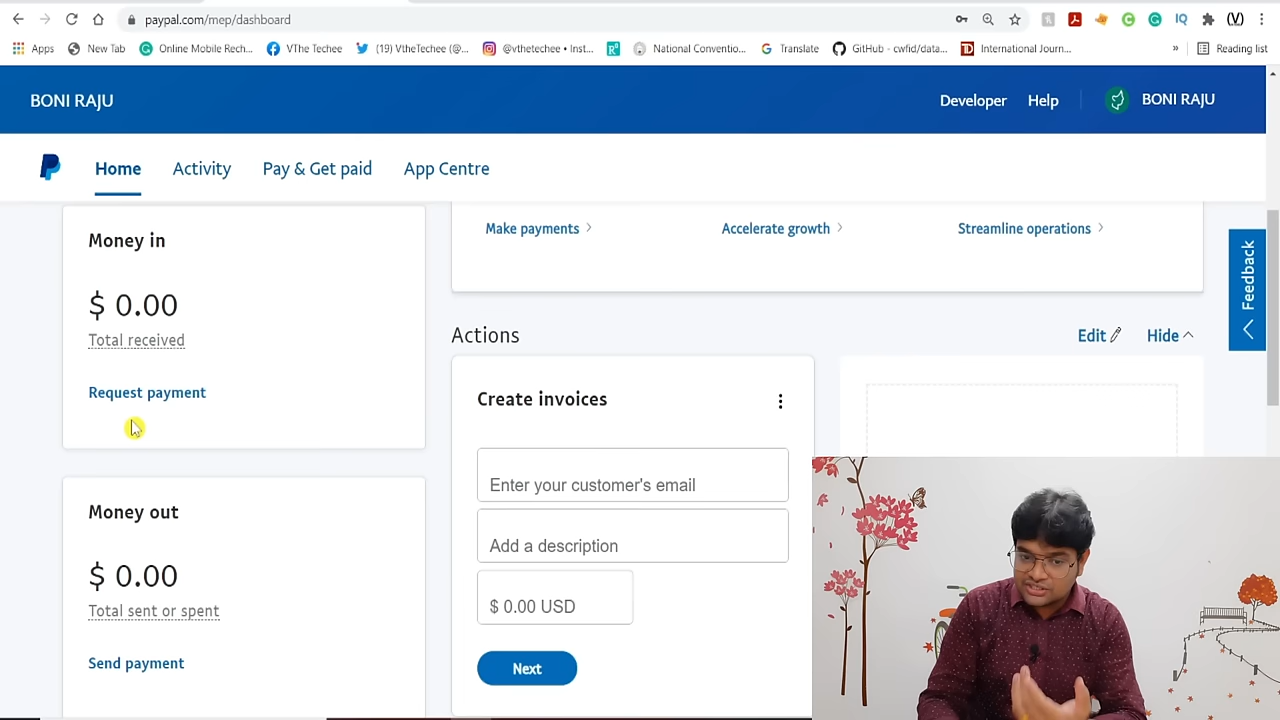 paypal.com/mep/dashboard
IQ
(V)
Apps
New Tab
Online Mobile Rech...
VThe Techee
(19) VtheTechee (@...
@vthetechee • Inst...
National Conventio...
Translate
GitHub - cwfid/data...
International Journ...
»
Reading list
BONI RAJU
Developer
Help
BONI RAJU
Home
Activity
Pay & Get paid
App Centre
Make payments
Accelerate growth
Streamline operations
Feedback
Money in
$ 0.00
Total received
Request payment
Actions
Edit
Hide
Create invoices
Enter your customer's email
Add a description
$ 0.00 USD
Next
Money out
$ 0.00
Total sent or spent
Send payment